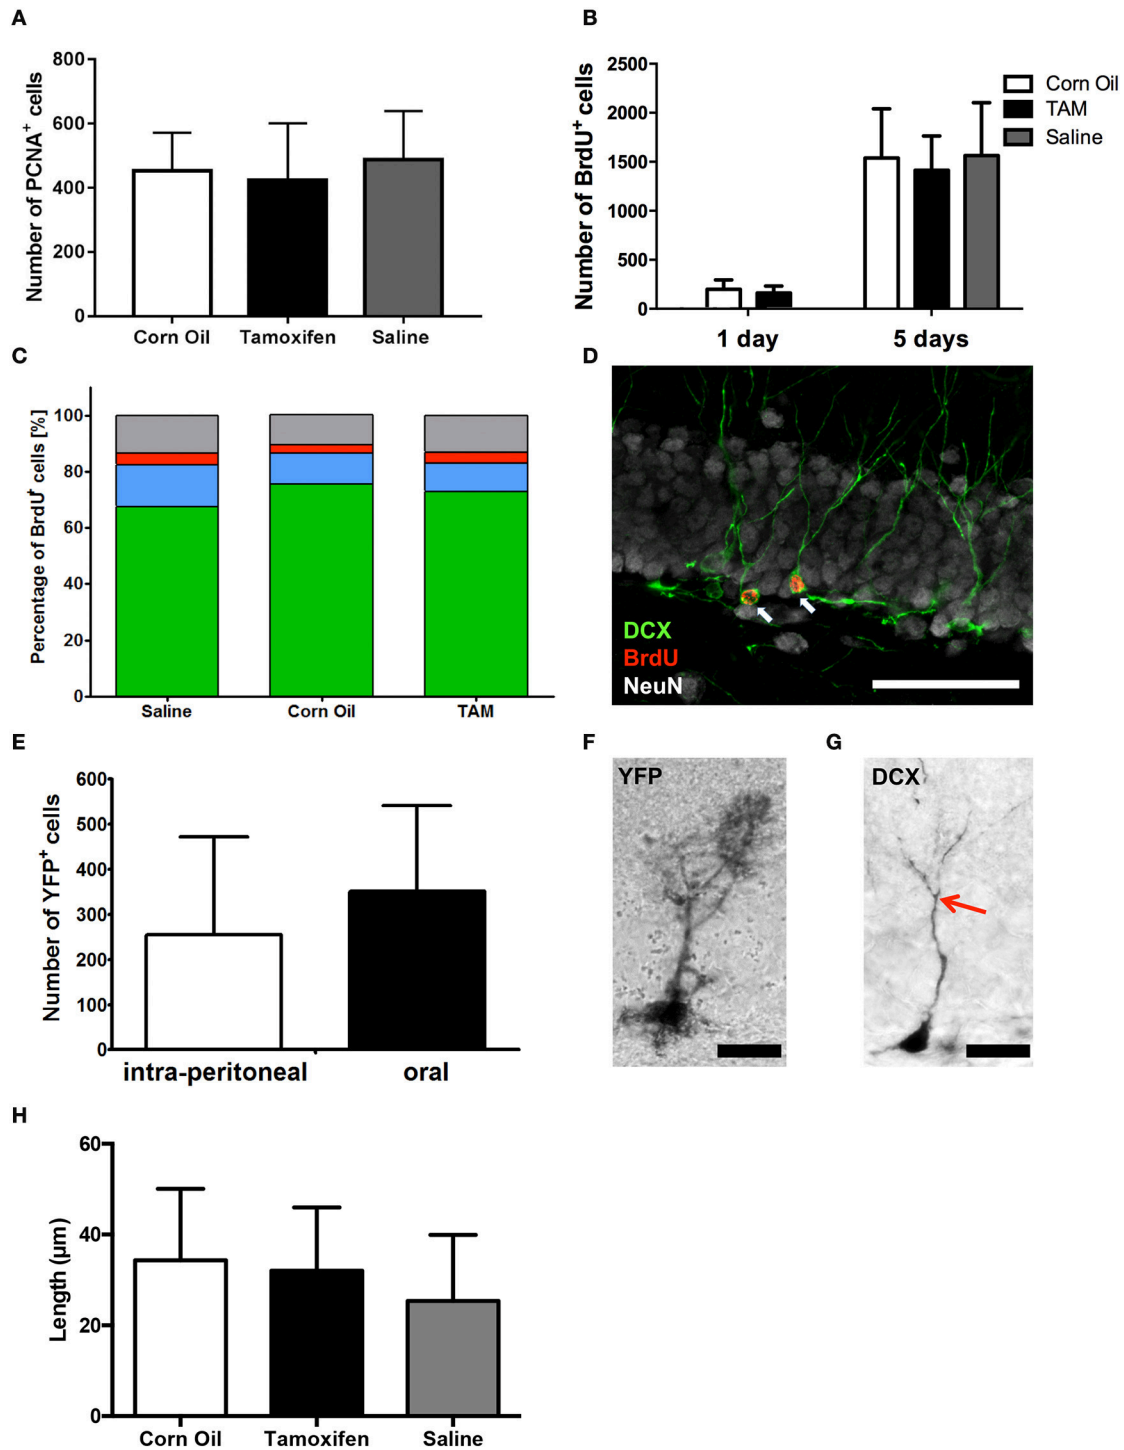 A
Number of PCNA+ cells
800
600
400
200
0
Corn Oil Tamoxifen Saline
B
Number of BrdU+ cells
2500
2000
1500
1000
500
0
1 day 5 days
Corn Oil
TAM
Saline
C
Percentage of BrdU+ cells [%]
100
80
60
40
20
0
Saline Corn Oil TAM
D
DCX
BrdU
NeuN
E
Number of YFP+ cells
600
500
400
300
200
100
0
intra-peritoneal oral
F
YFP
G
DCX
H
Length (µm)
60
40
20
0
Corn Oil Tamoxifen Saline